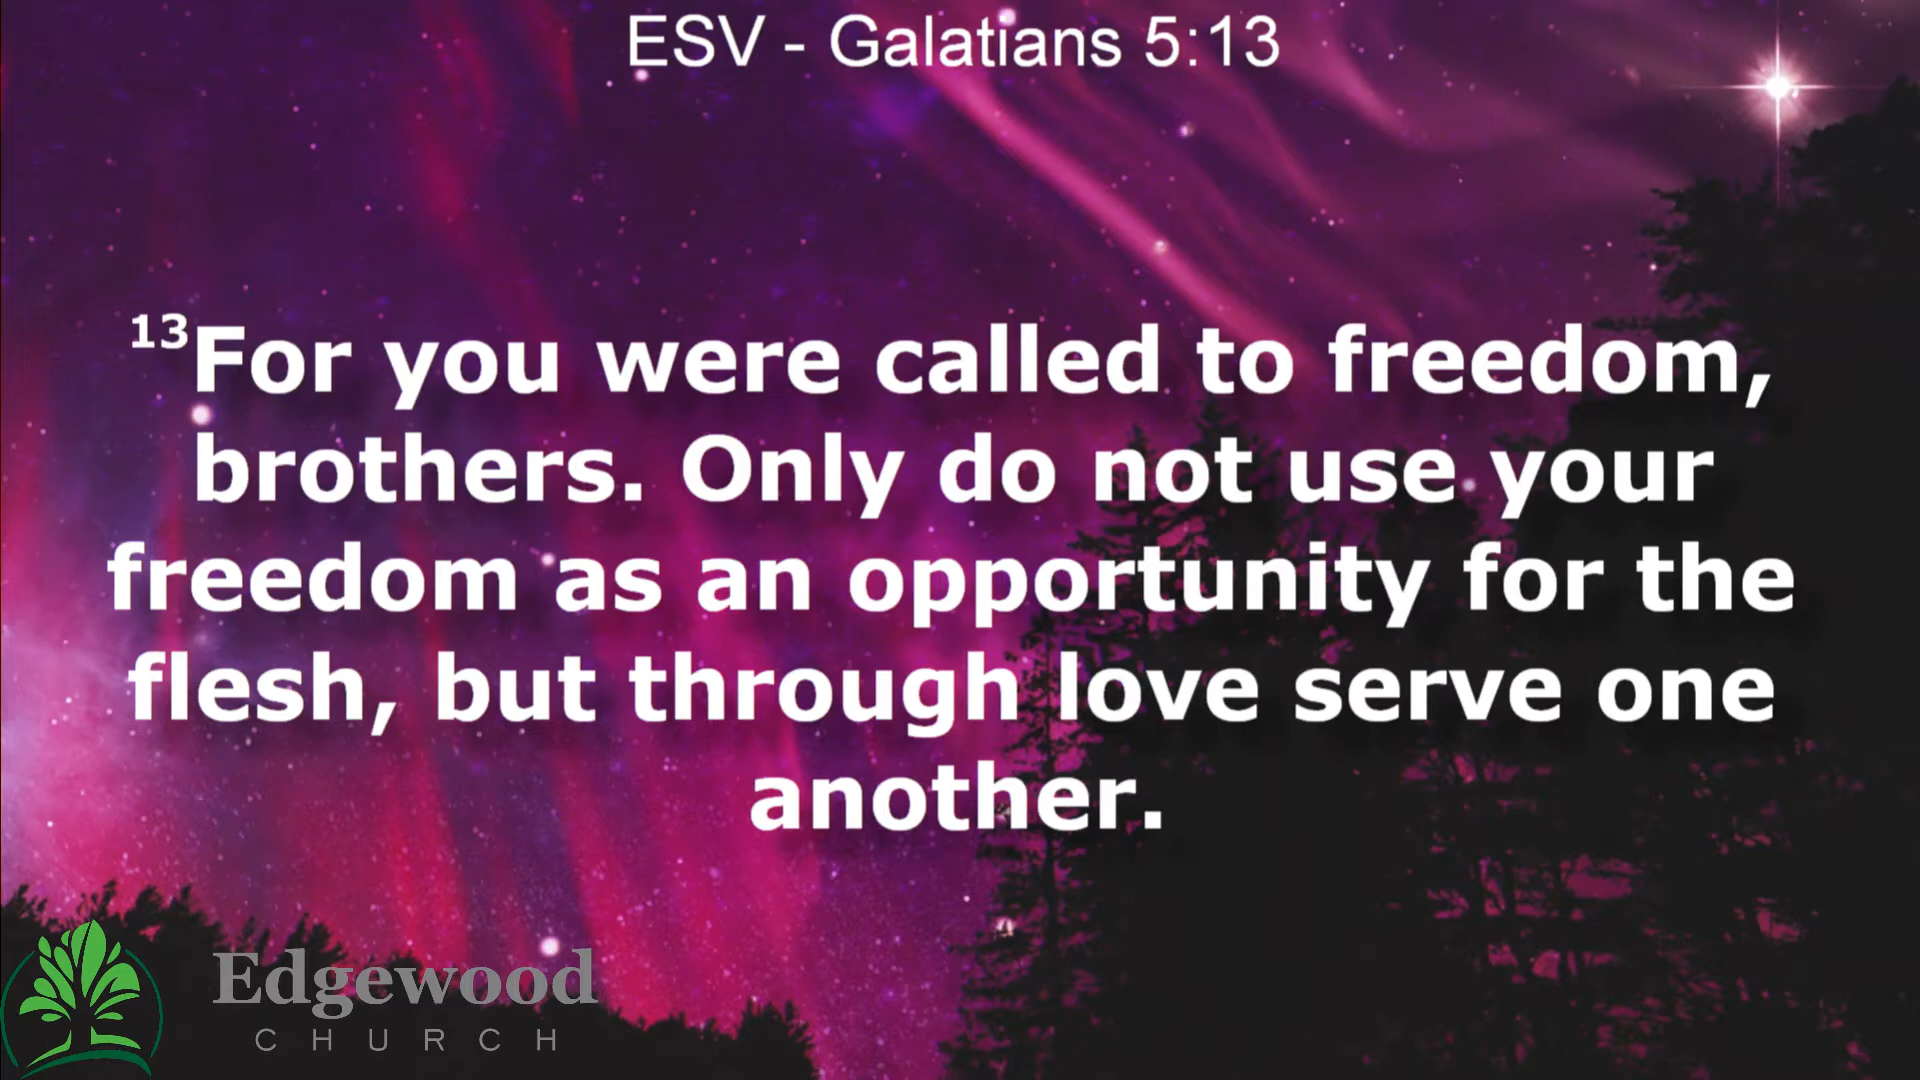 ESV - Galatians 5:13
13For you were called to freedom,
brothers. Only do not use your
freedom as an opportunity for the
flesh, but through love serve one
another.
Edgewood
CHURCH